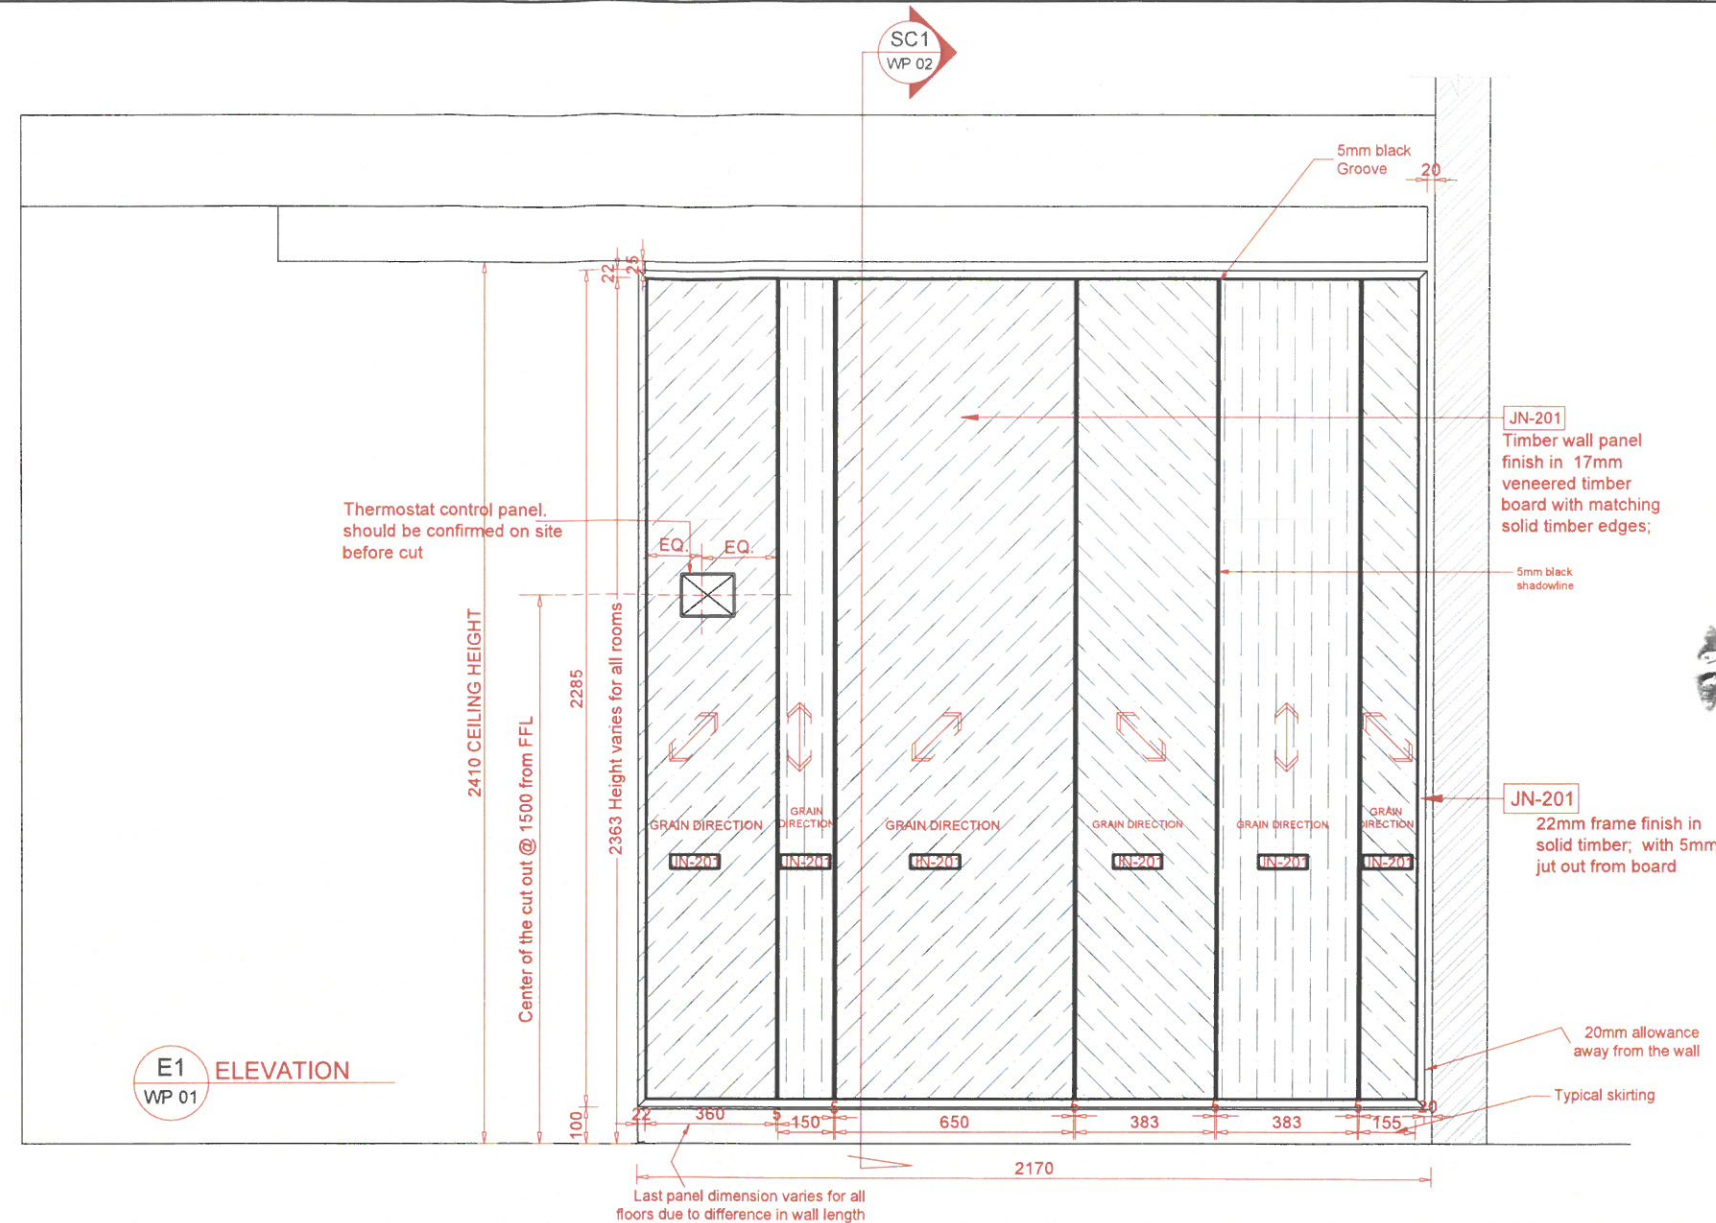 SC1
WP 02
5mm black
Groove
20
22
25
JN-201
Timber wall panel
finish in 17mm
veneered timber
board with matching
solid timber edges;
Thermostat control panel.
should be confirmed on site
before cut
EQ.
EQ.
5mm black
shadowline
2410 CEILING HEIGHT
2285
2363 Height varies for all rooms
Center of the cut out @ 1500 from FFL
JN-201
22mm frame finish in
solid timber; with 5mm
jut out from board
GRAIN DIRECTION
GRAIN
DIRECTION
GRAIN DIRECTION
GRAIN DIRECTION
GRAIN DIRECTION
GRAIN
DIRECTION
JN-201
JN-201
JN-201
JN-201
JN-201
JN-201
20mm allowance
away from the wall
E1
WP 01
ELEVATION
Typical skirting
100
22
360
5
150
5
650
5
383
5
383
5
155
20
2170
Last panel dimension varies for all
floors due to difference in wall length